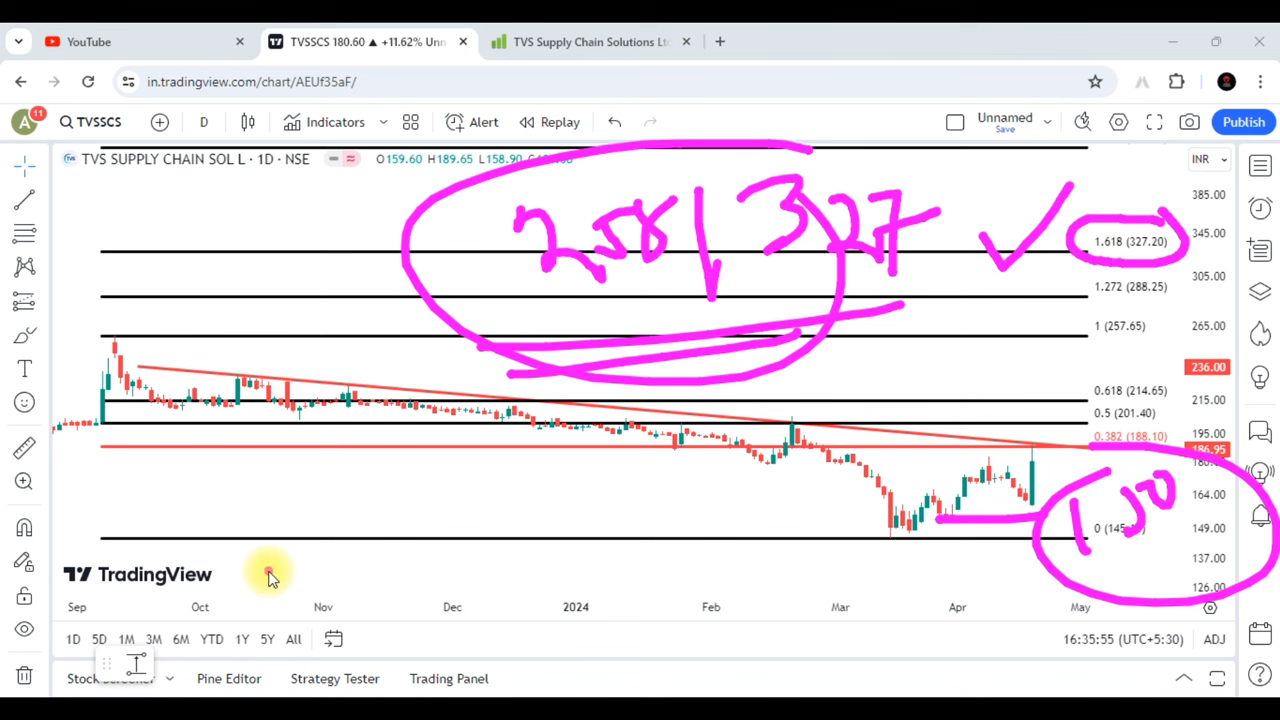 YouTube
TVSSCS 180.60 ▲ +11.62% Unn
TVS Supply Chain Solutions Lt
in.tradingview.com/chart/AEUf35aF/
A 11
TVSSCS
D
Indicators
Alert
Replay
Unnamed
Save
Publish
TVS SUPPLY CHAIN SOL L · 1D · NSE
O159.60 H189.65 L158.90
INR
258 | 327
385.00
345.00
1.618 (327.20)
305.00
1.272 (288.25)
1 (257.65)
265.00
236.00
0.618 (214.65)
215.00
0.5 (201.40)
195.00
0.382 (188.10)
186.95
180.00
164.00
150
149.00
137.00
126.00
TradingView
Sep Oct Nov Dec 2024 Feb Mar Apr May
1D 5D 1M 3M 6M YTD 1Y 5Y All
16:35:55 (UTC+5:30)
ADJ
Pine Editor
Strategy Tester
Trading Panel